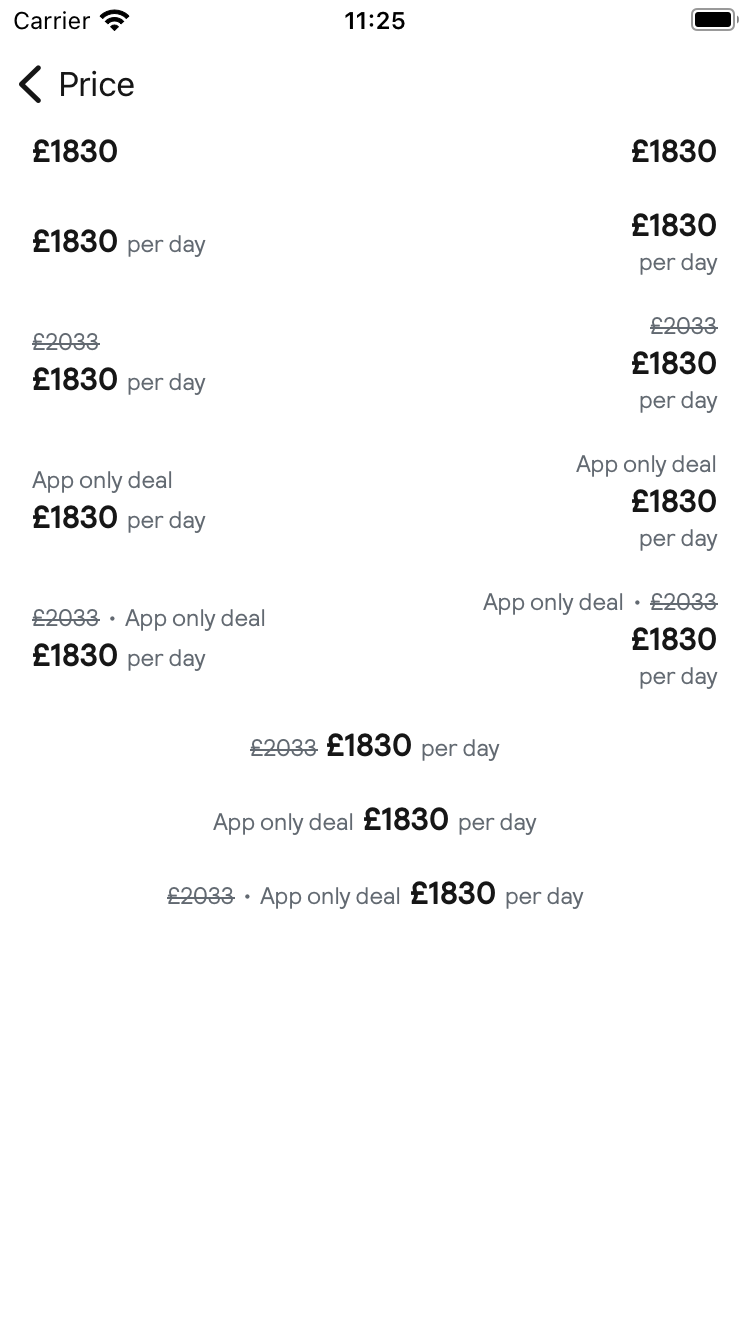 Carrier 11:25
Price
£1830 £1830
£1830 per day
£1830
per day
£2033
£1830 per day
£2033
£1830
per day
App only deal
£1830 per day
App only deal
£1830
per day
£2033 • App only deal
£1830 per day
App only deal • £2033
£1830
per day
£2033 £1830 per day
App only deal £1830 per day
£2033 • App only deal £1830 per day